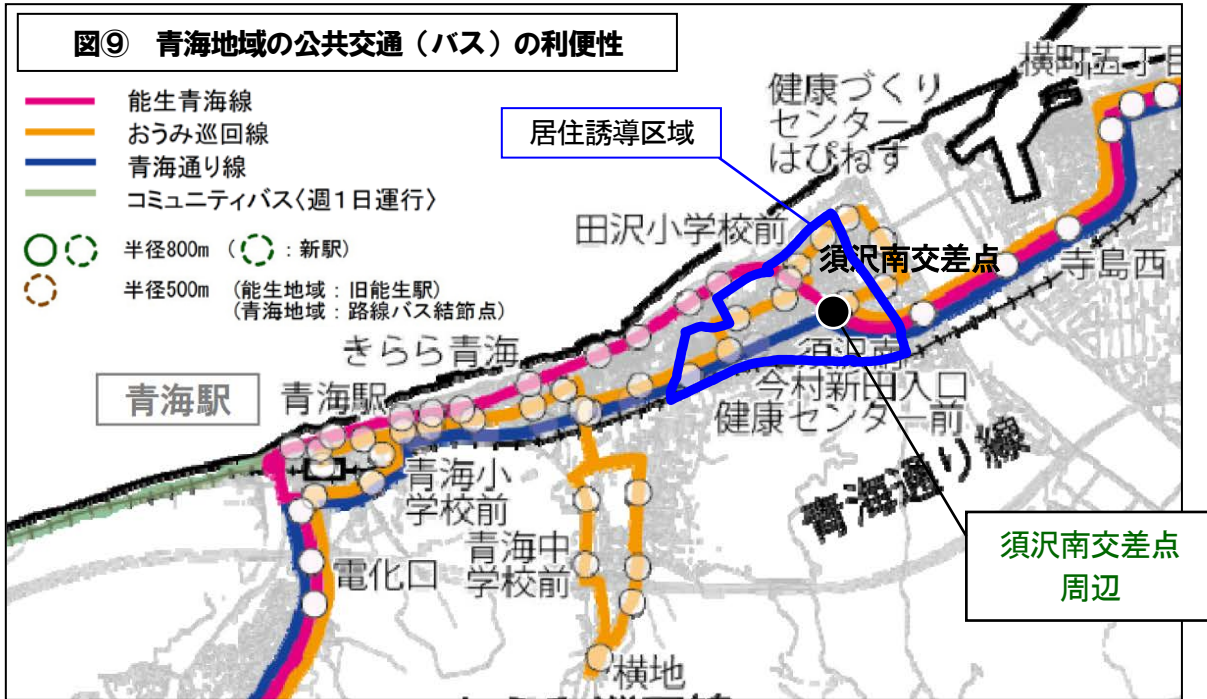 図⑨ 青海地域の公共交通（バス）の利便性
能生青海線
おうみ巡回線
青海通り線
コミュニティバス〈週１日運行〉
半径800m （ ：新駅）
半径500m （能生地域：旧能生駅）
（青海地域：路線バス結節点）
居住誘導区域
健康づくり
センター
はぴねす
横町五丁目
田沢小学校前
須沢南交差点
寺島西
きらら青海
須沢南
今村新田入口
健康センター前
青海駅
青海駅
青海小
学校前
青海通り線
電化口
青海中
学校前
須沢南交差点
周辺
横地